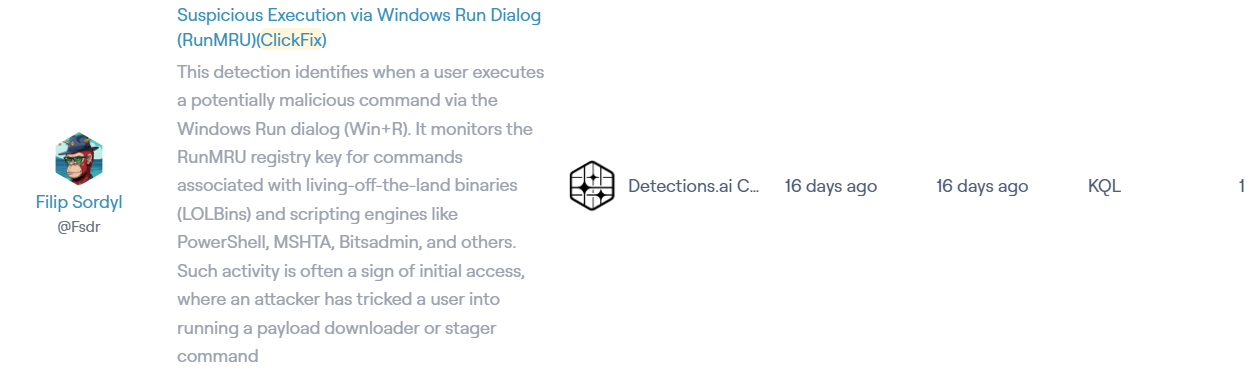 Suspicious Execution via Windows Run Dialog
(RunMRU)(ClickFix)
This detection identifies when a user executes
a potentially malicious command via the
Windows Run dialog (Win+R). It monitors the
RunMRU registry key for commands
associated with living-off-the-land binaries
(LOLBins) and scripting engines like
PowerShell, MSHTA, Bitsadmin, and others.
Such activity is often a sign of initial access,
where an attacker has tricked a user into
running a payload downloader or stager
command
Filip Sordyl
@Fsdr
Detections.ai C...
16 days ago
16 days ago
KQL
1